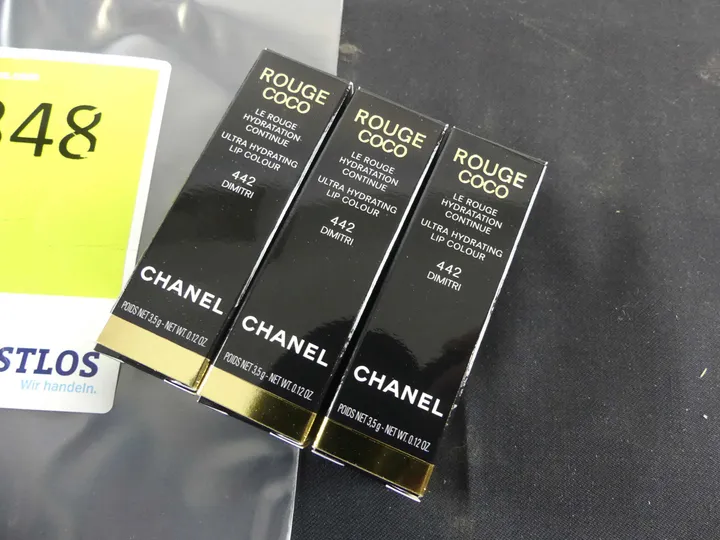 348
STLOS
Wir handeln.
ROUGE
COCO
LE ROUGE
HYDRATATION
CONTINUE
ULTRA HYDRATING
LIP COLOUR
442
DIMITRI
CHANEL
POIDS NET 3,5 g - NET WT. 0.12 OZ.
ROUGE
COCO
LE ROUGE
HYDRATATION
CONTINUE
ULTRA HYDRATING
LIP COLOUR
442
DIMITRI
CHANEL
POIDS NET 3,5 g - NET WT. 0.12 OZ.
ROUGE
COCO
LE ROUGE
HYDRATATION
CONTINUE
ULTRA HYDRATING
LIP COLOUR
442
DIMITRI
CHANEL
POIDS NET 3,5 g - NET WT. 0.12 OZ.